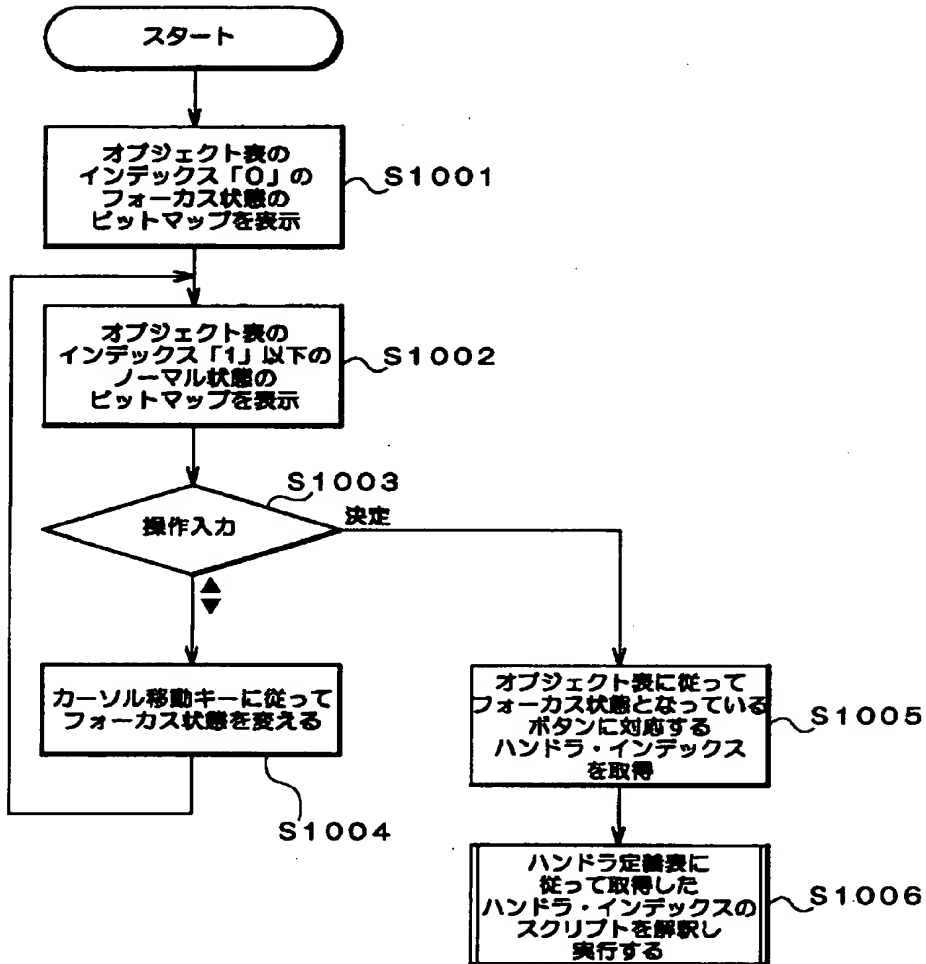 スタート
オブジェクト表の
インデックス「0」の
フォーカス状態の
ビットマップを表示
S1001
オブジェクト表の
インデックス「1」以下の
ノーマル状態の
ビットマップを表示
S1002
S1003
操作入力
決定
▲
▼
カーソル移動キーに従って
フォーカス状態を変える
S1004
オブジェクト表に従って
フォーカス状態となっている
ボタンに対応する
ハンドラ・インデックス
を取得
S1005
ハンドラ定義表に
従って取得した
ハンドラ・インデックスの
スクリプトを解釈し
実行する
S1006